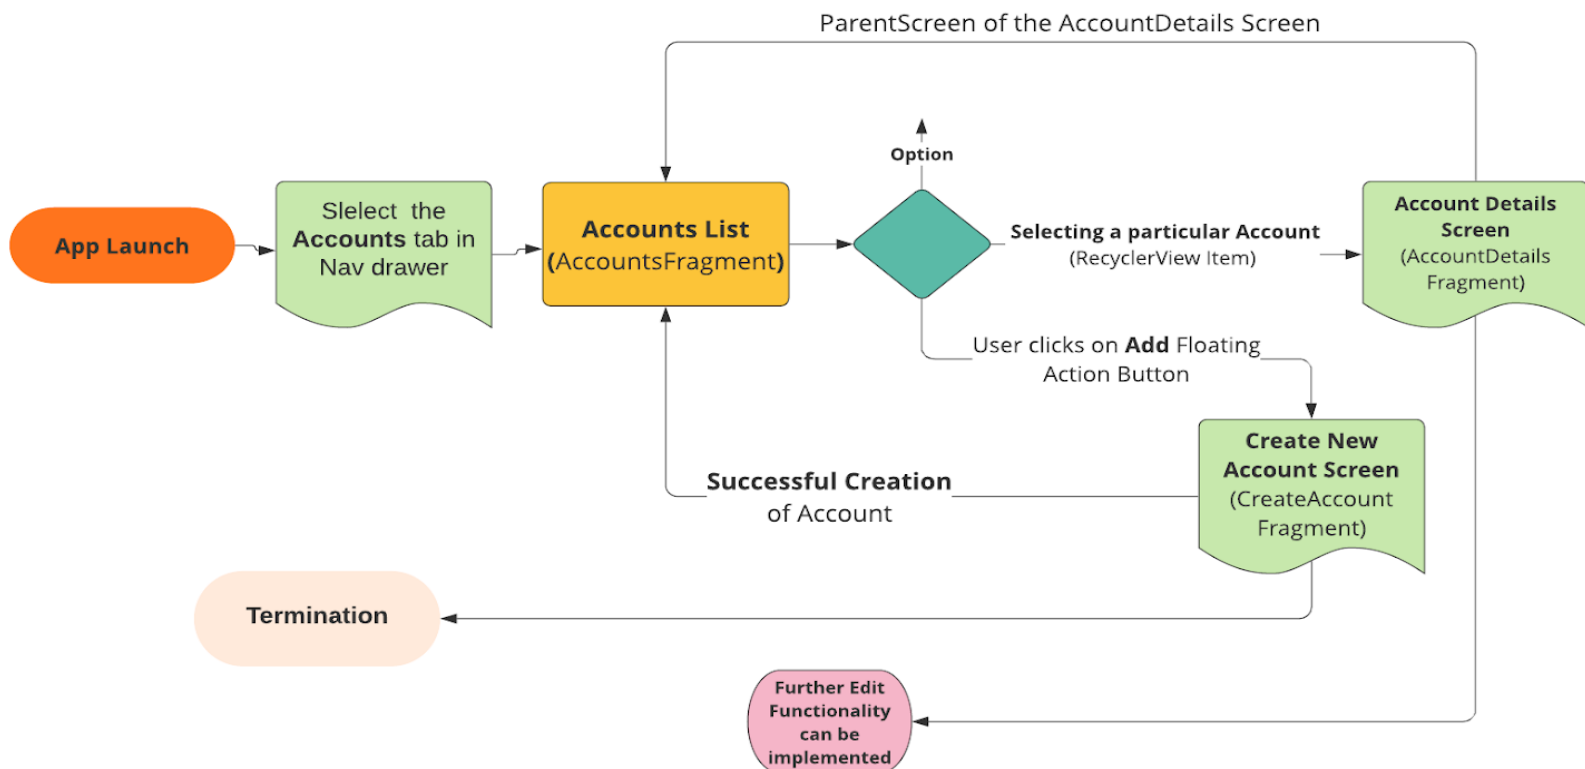 ParentScreen of the AccountDetails Screen
Option
App Launch
Slelect the
Accounts tab in
Nav drawer
Accounts List
(AccountsFragment)
Selecting a particular Account
(RecyclerView Item)
Account Details
Screen
(AccountDetails
Fragment)
User clicks on Add Floating
Action Button
Create New
Account Screen
(CreateAccount
Fragment)
Successful Creation
of Account
Termination
Further Edit
Functionality
can be
implemented